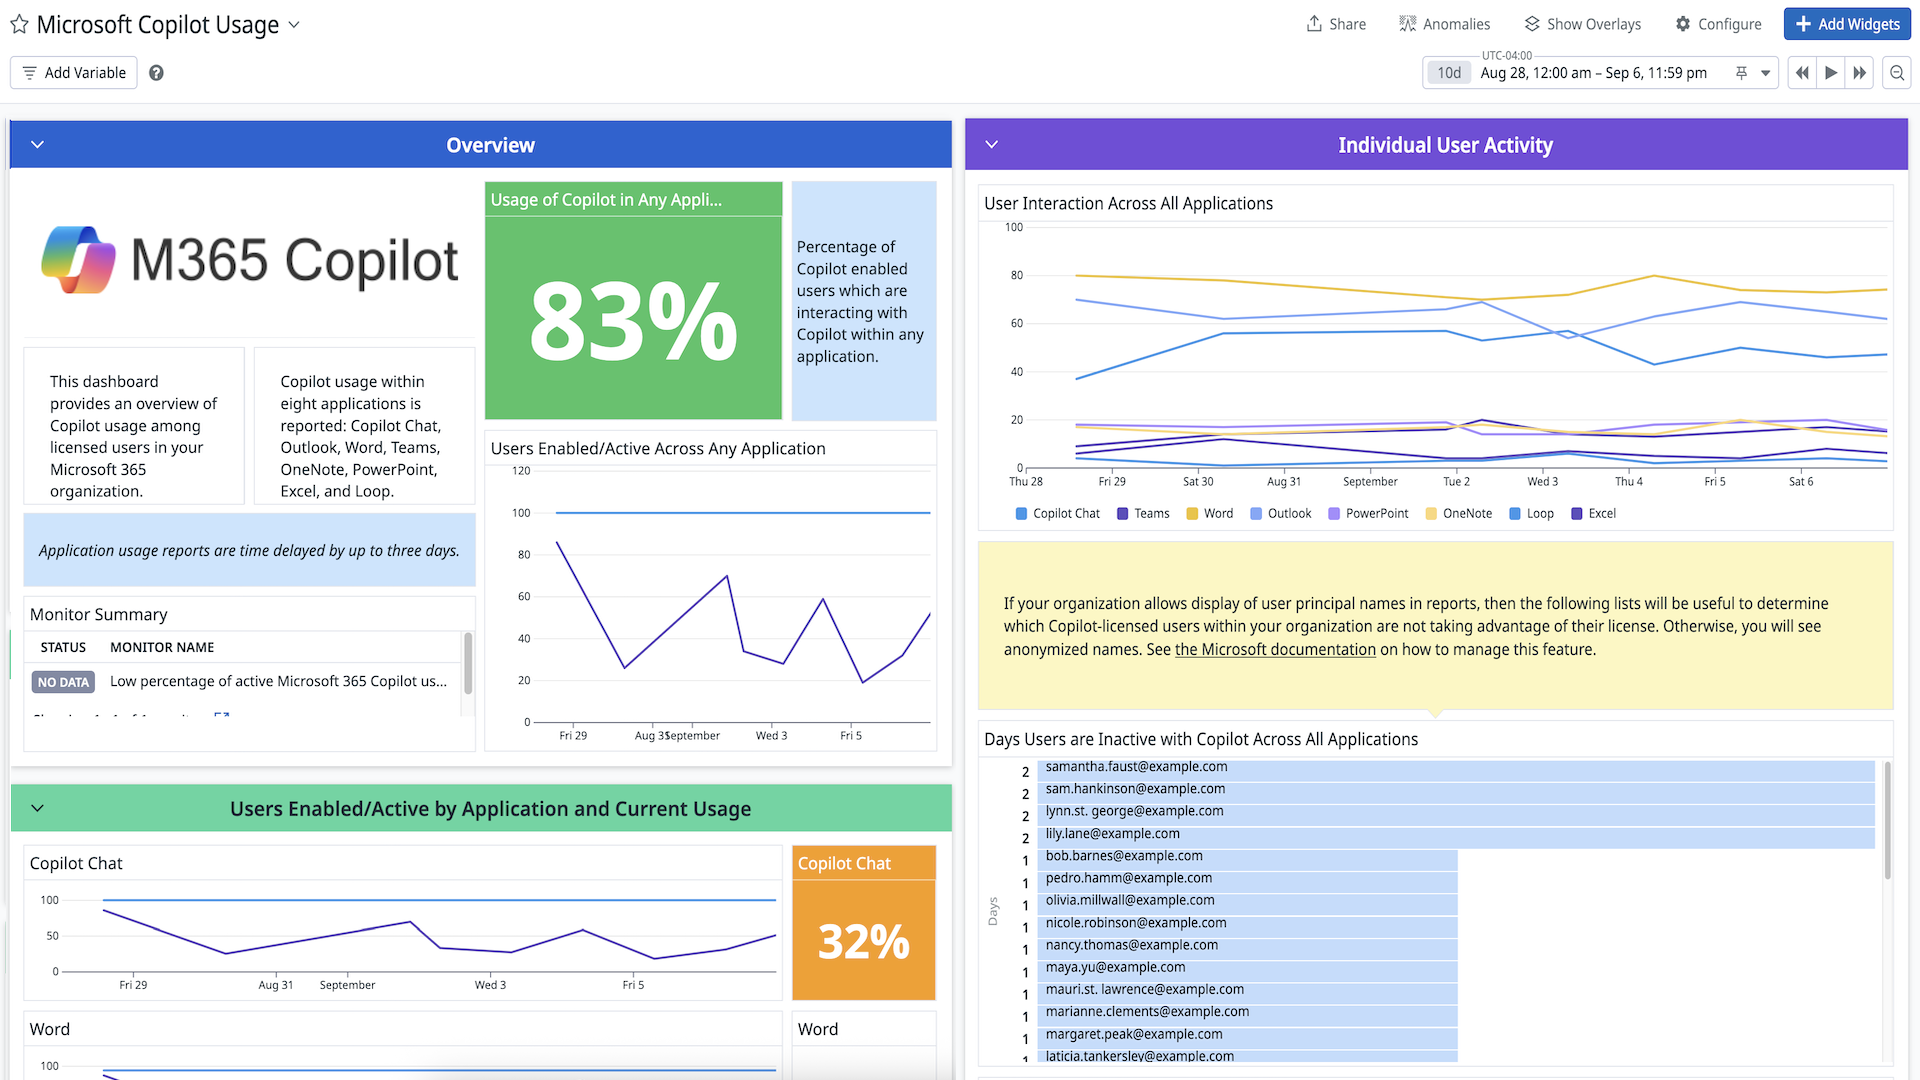 Microsoft Copilot Usage
Share
Anomalies
Show Overlays
Configure
Add Widgets
Add Variable
UTC-04:00
10d
Aug 28, 12:00 am – Sep 6, 11:59 pm
Overview
M365 Copilot
This dashboard
provides an overview of
Copilot usage among
licensed users in your
Microsoft 365
organization.
Copilot usage within
eight applications is
reported: Copilot Chat,
Outlook, Word, Teams,
OneNote, PowerPoint,
Excel, and Loop.
Application usage reports are time delayed by up to three days.
Monitor Summary
STATUS MONITOR NAME
NO DATA Low percentage of active Microsoft 365 Copilot us...
Usage of Copilot in Any Appli...
83%
Percentage of
Copilot enabled
users which are
interacting with
Copilot within any
application.
Users Enabled/Active Across Any Application
120
100
80
60
40
20
0
Fri 29 Aug 31 September Wed 3 Fri 5
Users Enabled/Active by Application and Current Usage
Copilot Chat
100
50
0
Fri 29 Aug 31 September Wed 3 Fri 5
Copilot Chat
32%
Word
100
Word
Individual User Activity
User Interaction Across All Applications
100
80
60
40
20
0
Thu 28 Fri 29 Sat 30 Aug 31 September Tue 2 Wed 3 Thu 4 Fri 5 Sat 6
Copilot Chat Teams Word Outlook PowerPoint OneNote Loop Excel
If your organization allows display of user principal names in reports, then the following lists will be useful to determine
which Copilot-licensed users within your organization are not taking advantage of their license. Otherwise, you will see
anonymized names. See the Microsoft documentation on how to manage this feature.
Days Users are Inactive with Copilot Across All Applications
Days
2 samantha.faust@example.com
2 sam.hankinson@example.com
2 lynn.st. george@example.com
2 lily.lane@example.com
1 bob.barnes@example.com
1 pedro.hamm@example.com
1 olivia.millwall@example.com
1 nicole.robinson@example.com
1 nancy.thomas@example.com
1 maya.yu@example.com
1 mauri.st. lawrence@example.com
1 marianne.clements@example.com
1 margaret.peak@example.com
1 laticia.tankersley@example.com